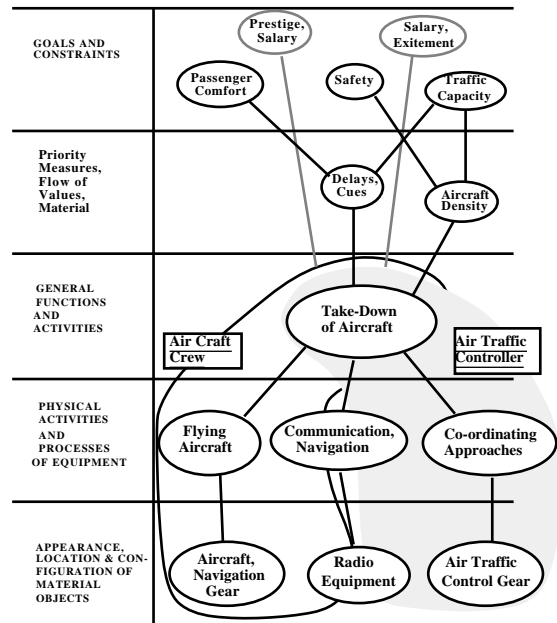 GOALS AND
CONSTRAINTS
Prestige,
Salary
Salary,
Exitement
Passenger
Comfort
Safety
Traffic
Capacity
Priority
Measures,
Flow of
Values,
Material
Delays,
Cues
Aircraft
Density
GENERAL
FUNCTIONS
AND
ACTIVITIES
Take-Down
of Aircraft
Air Craft
Crew
Air Traffic
Controller
PHYSICAL
ACTIVITIES
AND
PROCESSES
OF EQUIPMENT
Flying
Aircraft
Communication,
Navigation
Co-ordinating
Approaches
APPEARANCE,
LOCATION & CON-
FIGURATION OF
MATERIAL
OBJECTS
Aircraft,
Navigation
Gear
Radio
Equipment
Air Traffic
Control Gear